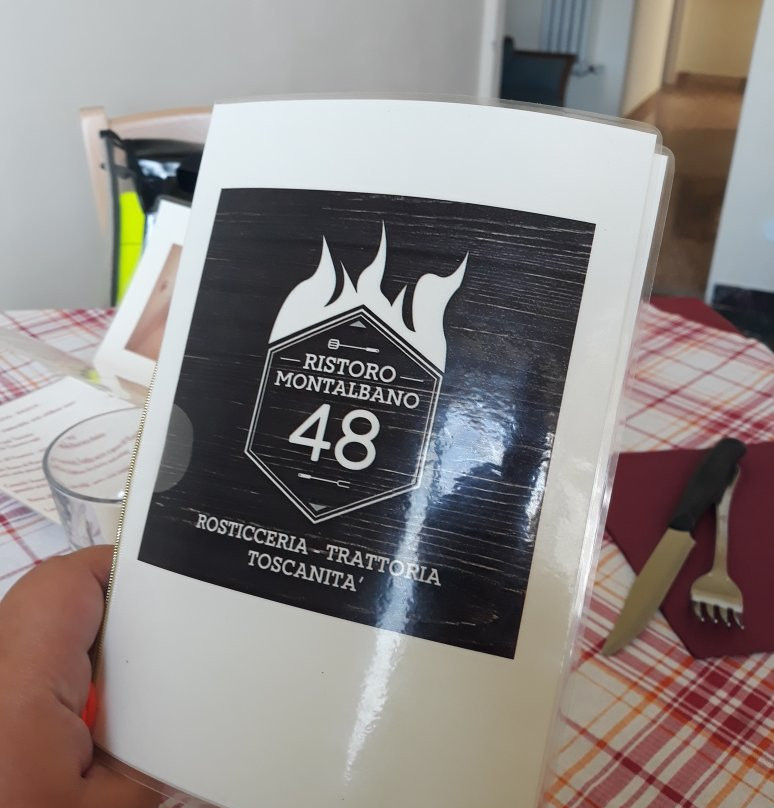 RISTORO
MONTALBANO
48
ROSTICCERIA - TRATTORIA
TOSCANITA'